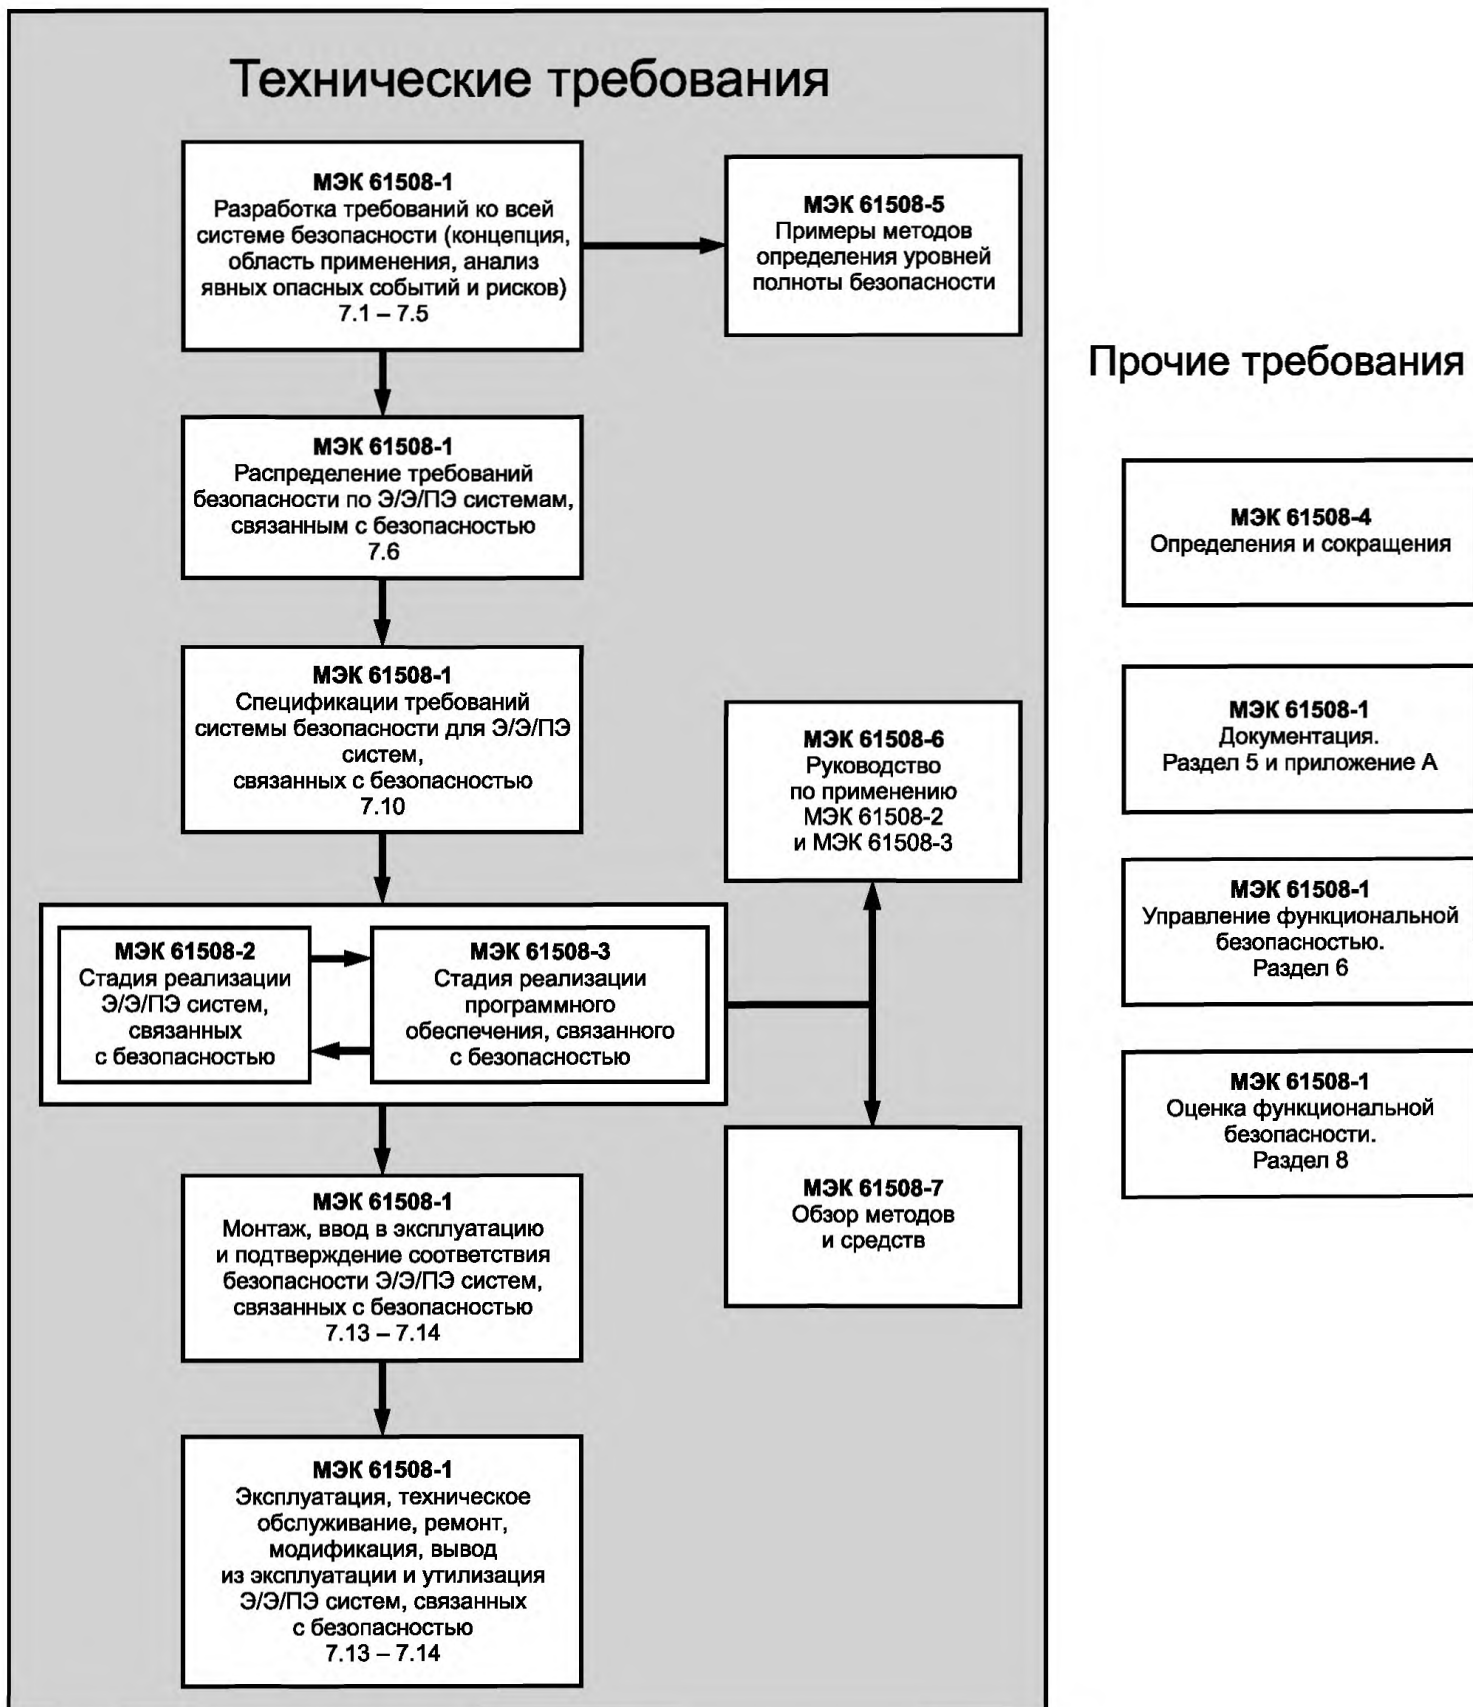 Технические требования
МЭК 61508-1
Разработка требований ко всей
системе безопасности (концепция,
область применения, анализ
явных опасных событий и рисков)
7.1 – 7.5
МЭК 61508-5
Примеры методов
определения уровней
полноты безопасности
МЭК 61508-1
Распределение требований
безопасности по Э/Э/ПЭ системам,
связанным с безопасностью
7.6
МЭК 61508-1
Спецификации требований
системы безопасности для Э/Э/ПЭ
систем,
связанных с безопасностью
7.10
МЭК 61508-6
Руководство
по применению
МЭК 61508-2
и МЭК 61508-3
МЭК 61508-2
Стадия реализации
Э/Э/ПЭ систем,
связанных
с безопасностью
МЭК 61508-3
Стадия реализации
программного
обеспечения, связанного
с безопасностью
МЭК 61508-7
Обзор методов
и средств
МЭК 61508-1
Монтаж, ввод в эксплуатацию
и подтверждение соответствия
безопасности Э/Э/ПЭ систем,
связанных с безопасностью
7.13 – 7.14
МЭК 61508-1
Эксплуатация, техническое
обслуживание, ремонт,
модификация, вывод
из эксплуатации и утилизация
Э/Э/ПЭ систем, связанных
с безопасностью
7.13 – 7.14
Прочие требования
МЭК 61508-4
Определения и сокращения
МЭК 61508-1
Документация.
Раздел 5 и приложение А
МЭК 61508-1
Управление функциональной
безопасностью.
Раздел 6
МЭК 61508-1
Оценка функциональной
безопасности.
Раздел 8